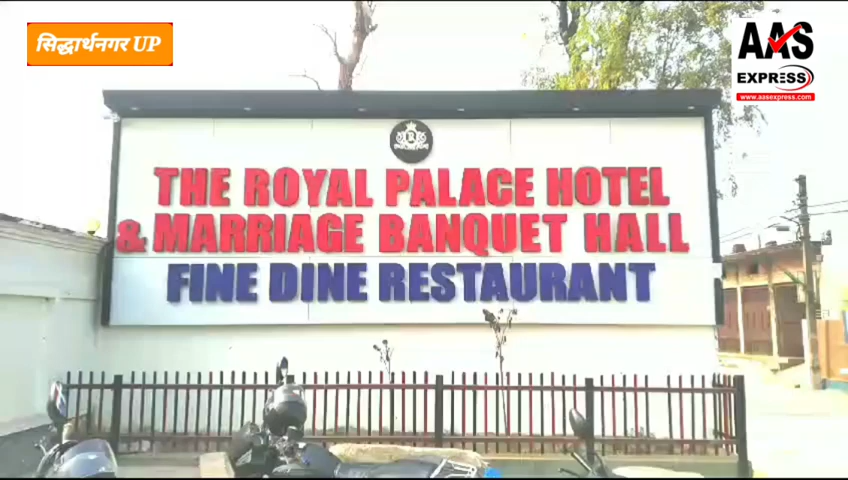 सिद्धार्थनगर UP
AAS
EXPRESS
www.aasexpress.com
R
THE ROYAL PALACE HOTEL
& MARRIAGE BANQUET HALL
FINE DINE RESTAURANT